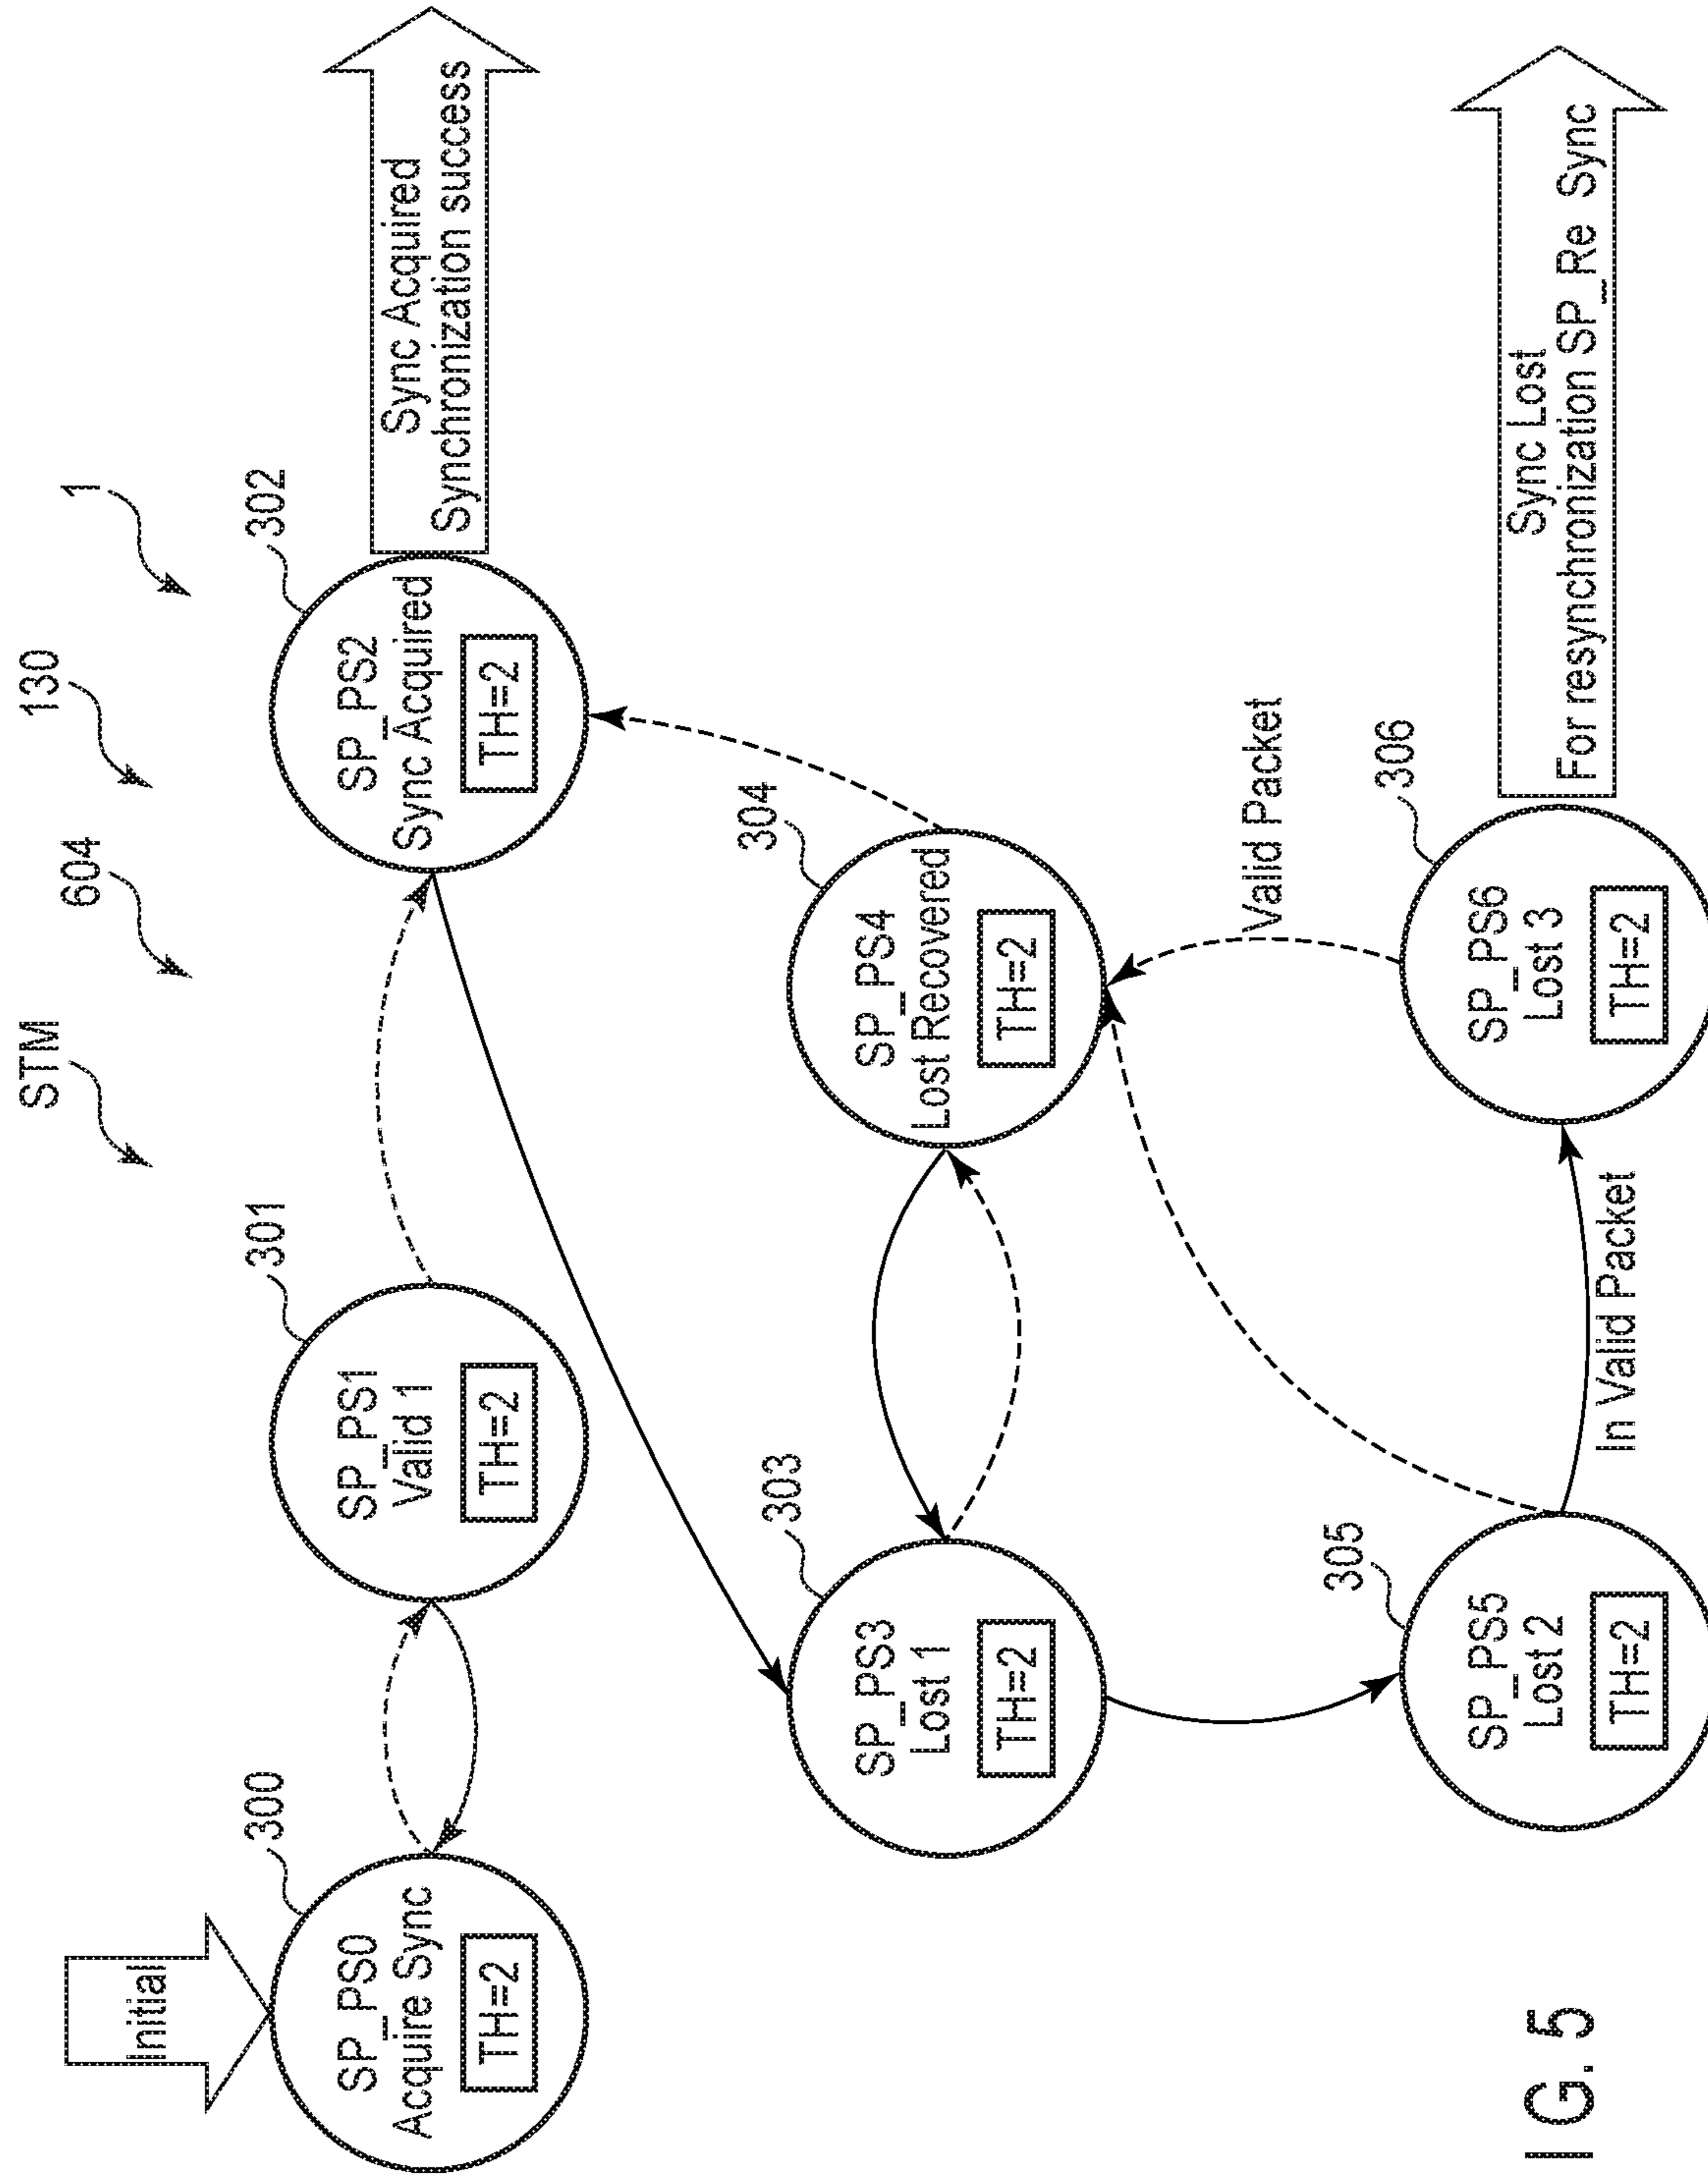 STM
604
130
1
Initial
300
SP_PS0
Acquire Sync
TH=2
301
SP_PS1
Valid 1
TH=2
302
SP_PS2
Sync Acquired
TH=2
Sync Acquired
Synchronization success
303
SP_PS3
Lost 1
TH=2
304
SP_PS4
Lost Recovered
TH=2
Valid Packet
305
SP_PS5
Lost 2
TH=2
In Valid Packet
306
SP_PS6
Lost 3
TH=2
Sync Lost
For resynchronization SP_Re Sync
IG. 5